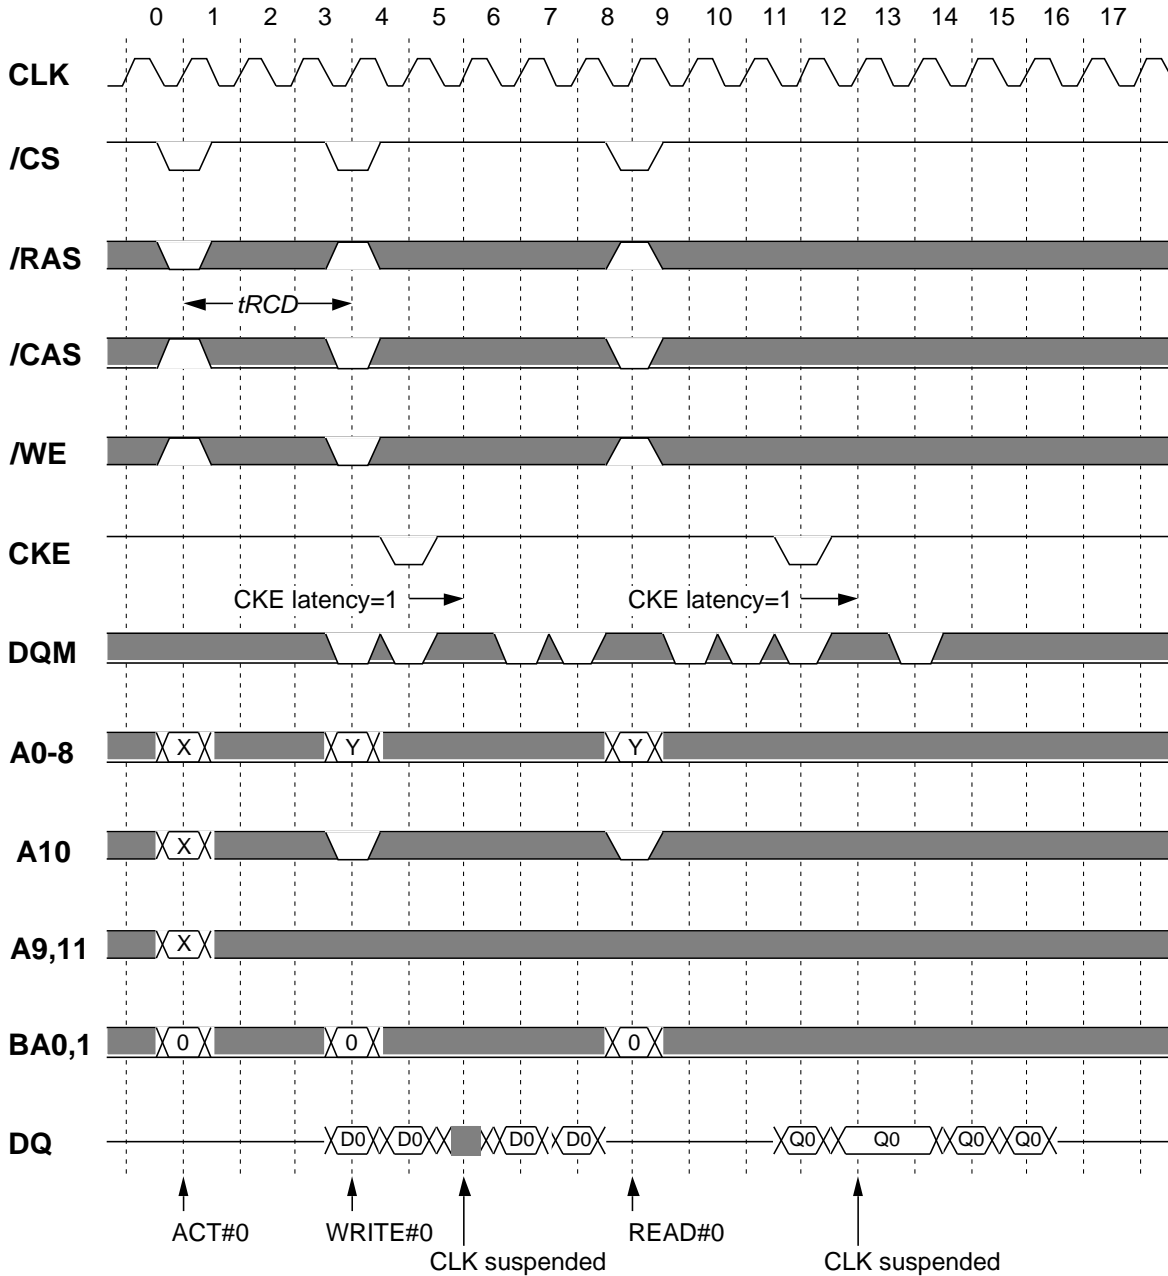 0 1 2 3 4 5 6 7 8 9 10 11 12 13 14 15 16 17
CLK
/CS
/RAS
tRCD
/CAS
/WE
CKE
CKE latency=1 CKE latency=1
DQM
A0-8 X Y Y
A10 X
A9,11 X
BA0,1 0 0 0
DQ D0 D0 D0 D0 Q0 Q0 Q0 Q0
ACT#0 WRITE#0 READ#0
CLK suspended CLK suspended